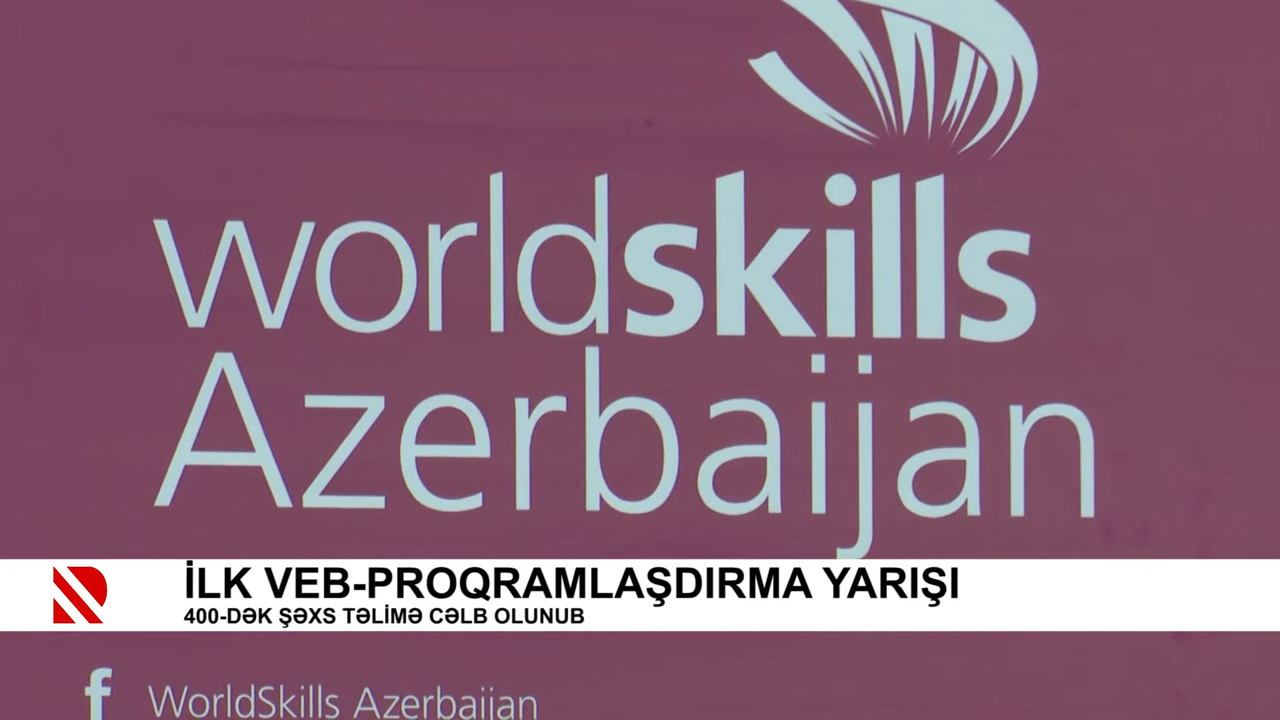 worldskills
Azerbaijan
İLK VEB-PROQRAMLAŞDIRMA YARIŞI
400-DƏK ŞƏXS TƏLİMƏ CƏLB OLUNUB
f WorldSkills Azerbaijan